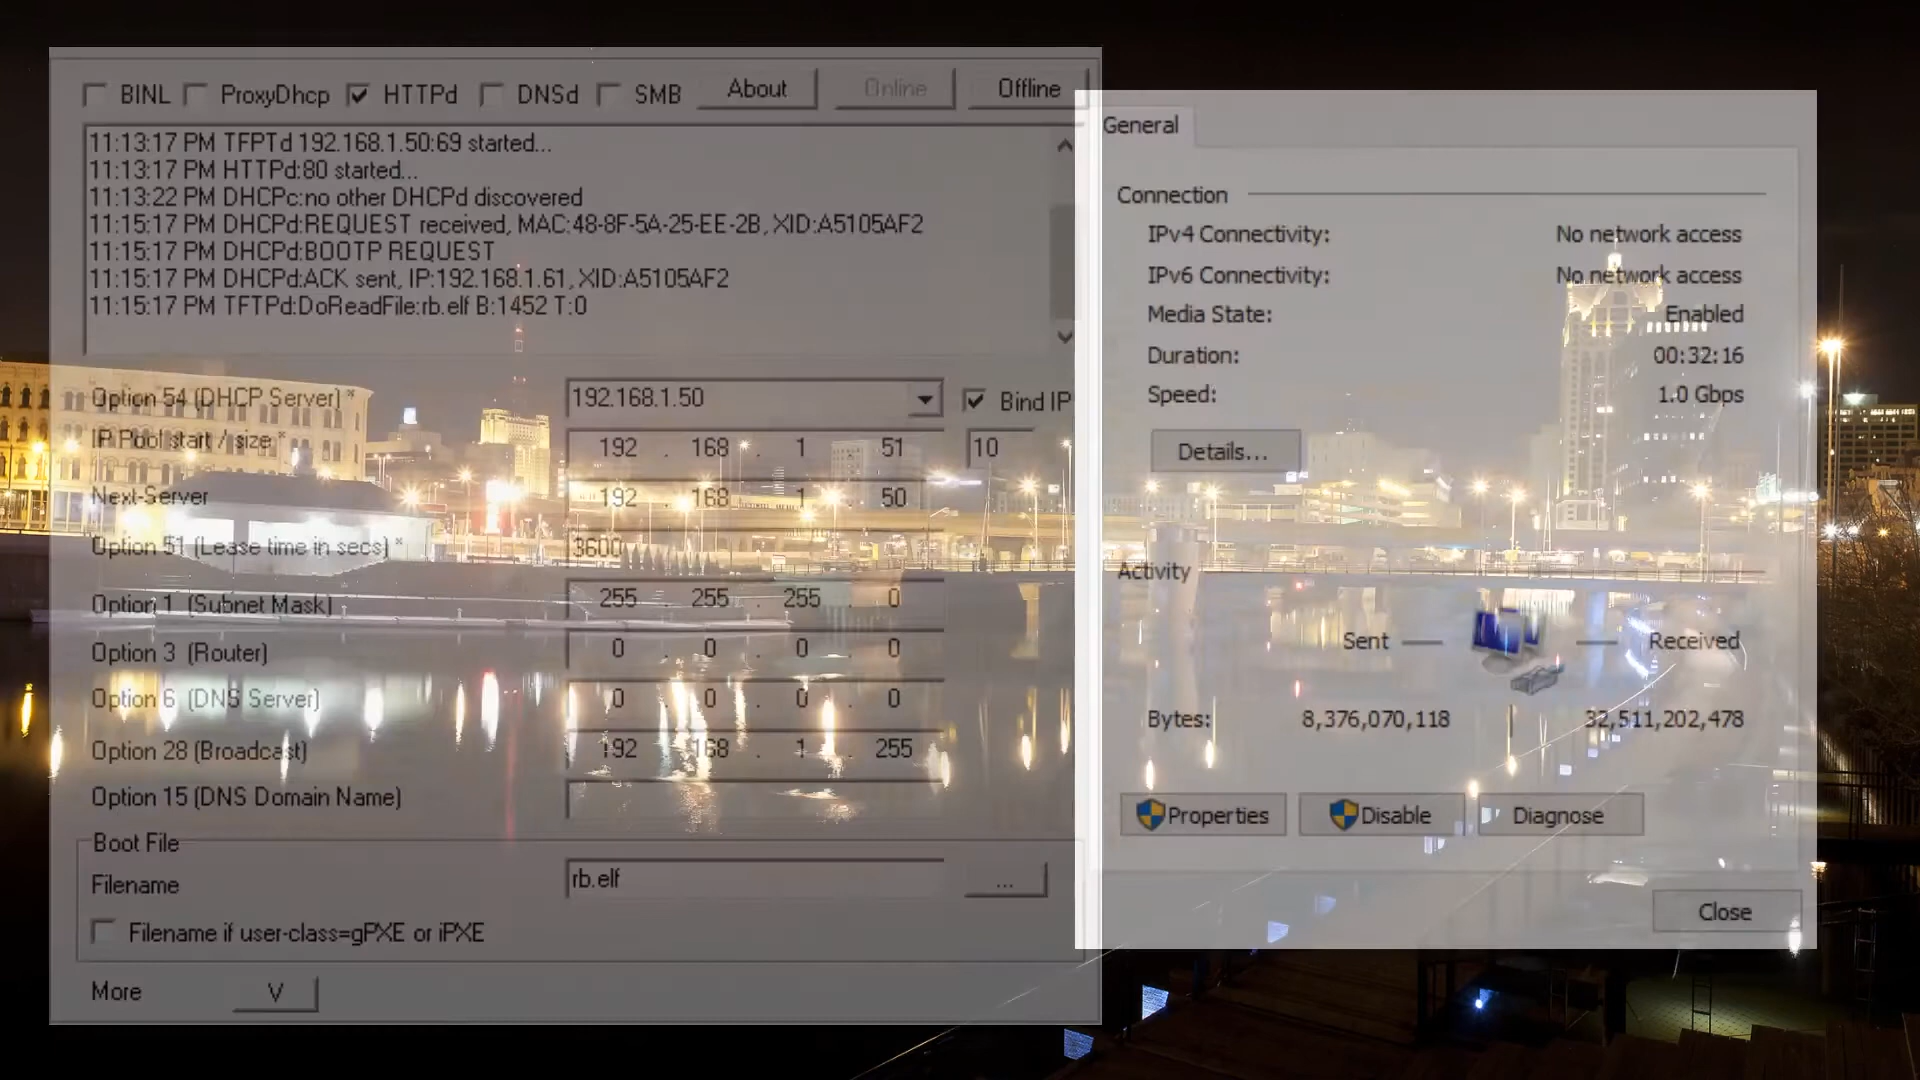 BINL ProxyDhcp HTTPd DNSd SMB About Online Offline
11:13:17 PM TFPTd 192.168.1.50:69 started...
11:13:17 PM HTTPd:80 started...
11:13:22 PM DHCPc:no other DHCPd discovered
11:15:17 PM DHCPd:REQUEST received, MAC:48-8F-5A-25-EE-2B, XID:A5105AF2
11:15:17 PM DHCPd:BOOTP REQUEST
11:15:17 PM DHCPd:ACK sent, IP:192.168.1.61, XID:A5105AF2
11:15:17 PM TFTPd:DoReadFile:rb.elf B:1452 T:0
Option 54 (DHCP Server) * 192.168.1.50 Bind IP
IP Pool start / size * 192 . 168 . 1 . 51 10
Next-Server 192 . 168 . 1 . 50
Option 51 (Lease time in secs) * 3600
Option 1 (Subnet Mask) 255 . 255 . 255 . 0
Option 3 (Router) 0 . 0 . 0 . 0
Option 6 (DNS Server) 0 . 0 . 0 . 0
Option 28 (Broadcast) 192 . 168 . 1 . 255
Option 15 (DNS Domain Name)
Boot File
Filename rb.elf ...
Filename if user-class=gPXE or iPXE
More V
General
Connection
IPv4 Connectivity: No network access
IPv6 Connectivity: No network access
Media State: Enabled
Duration: 00:32:16
Speed: 1.0 Gbps
Details...
Activity
Sent — — Received
Bytes: 8,376,070,118 | 32,511,202,478
Properties Disable Diagnose
Close